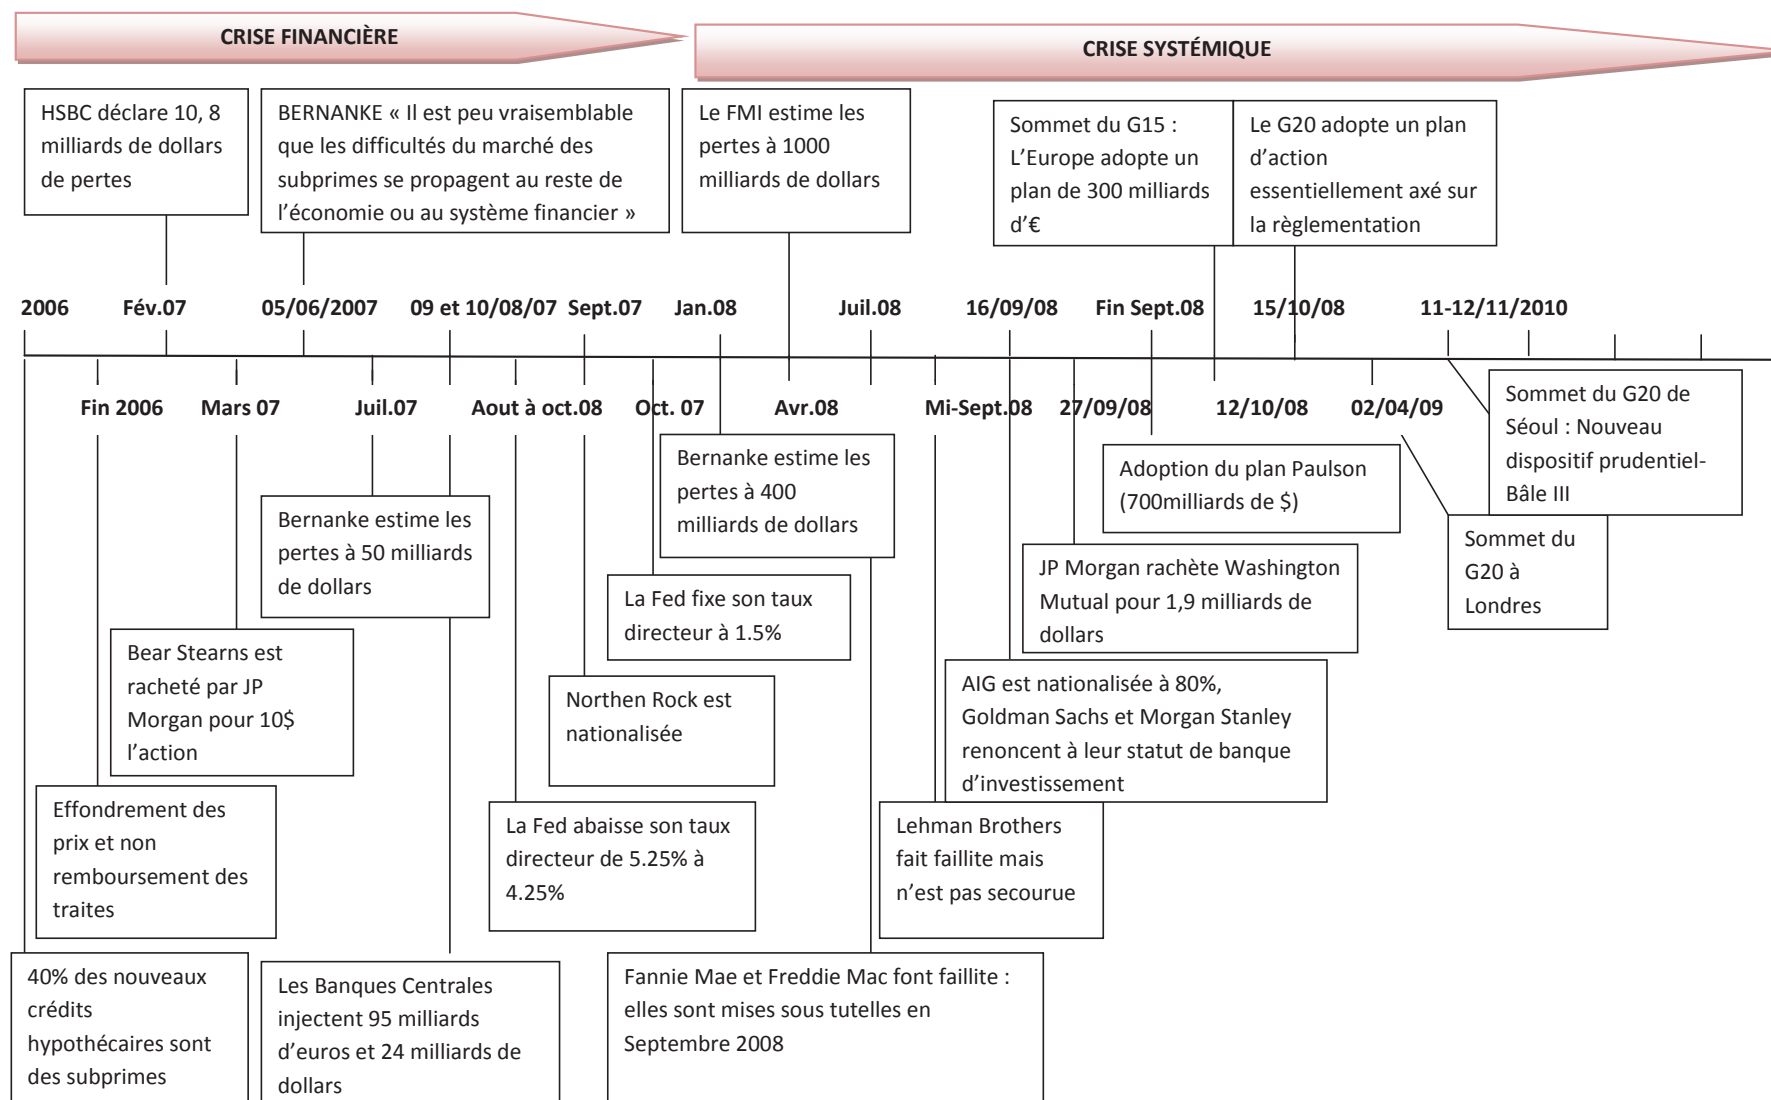 CRISE FINANCIÈRE
CRISE SYSTÉMIQUE
HSBC déclare 10, 8
milliards de dollars
de pertes
BERNANKE « Il est peu vraisemblable
que les difficultés du marché des
subprimes se propagent au reste de
l’économie ou au système financier »
Le FMI estime les
pertes à 1000
milliards de dollars
Sommet du G15 :
L’Europe adopte un
plan de 300 milliards
d’€
Le G20 adopte un plan
d’action
essentiellement axé sur
la règlementation
2006 Fév.07 05/06/2007 09 et 10/08/07 Sept.07 Jan.08 Juil.08 16/09/08 Fin Sept.08 15/10/08 11-12/11/2010
Fin 2006 Mars 07 Juil.07 Aout à oct.08 Oct. 07 Avr.08 Mi-Sept.08 27/09/08 12/10/08 02/04/09
Sommet du G20 de
Séoul : Nouveau
dispositif prudentiel-
Bâle III
Bernanke estime les
pertes à 400
milliards de dollars
Adoption du plan Paulson
(700milliards de $)
Bernanke estime les
pertes à 50 milliards
de dollars
Sommet du
G20 à
Londres
JP Morgan rachète Washington
Mutual pour 1,9 milliards de
dollars
La Fed fixe son taux
directeur à 1.5%
Bear Stearns est
racheté par JP
Morgan pour 10$
l’action
Northen Rock est
nationalisée
AIG est nationalisée à 80%,
Goldman Sachs et Morgan Stanley
renoncent à leur statut de banque
d’investissement
Effondrement des
prix et non
remboursement des
traites
La Fed abaisse son taux
directeur de 5.25% à
4.25%
Lehman Brothers
fait faillite mais
n’est pas secourue
40% des nouveaux
crédits
hypothécaires sont
des subprimes
Les Banques Centrales
injectent 95 milliards
d’euros et 24 milliards de
dollars
Fannie Mae et Freddie Mac font faillite :
elles sont mises sous tutelles en
Septembre 2008